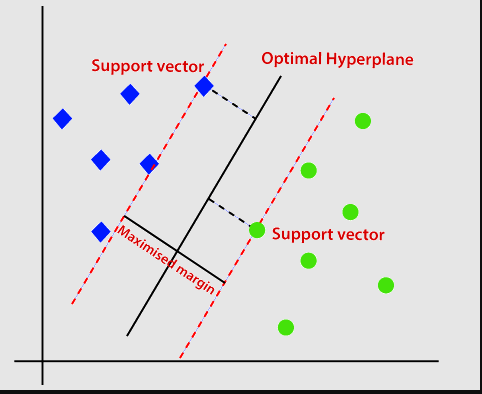 Optimal Hyperplane
Support vector
Support vector
Maximised margin